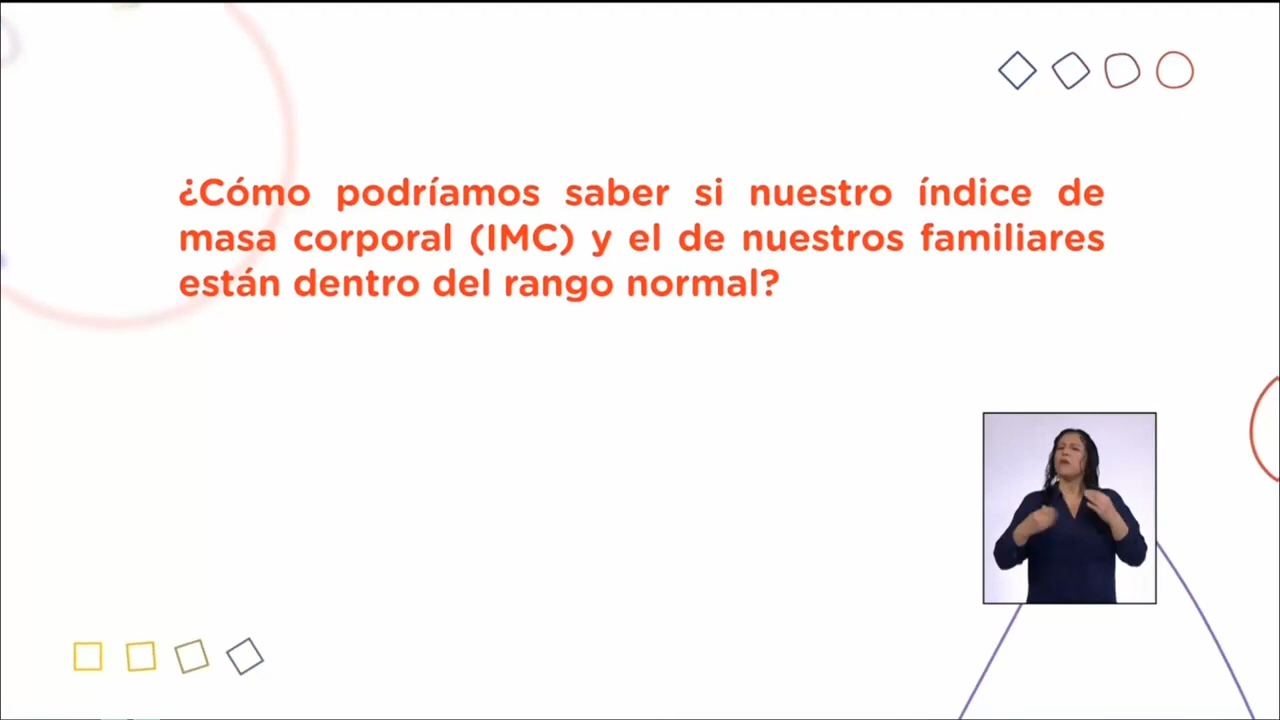 ¿Cómo podríamos saber si nuestro índice de
masa corporal (IMC) y el de nuestros familiares
están dentro del rango normal?